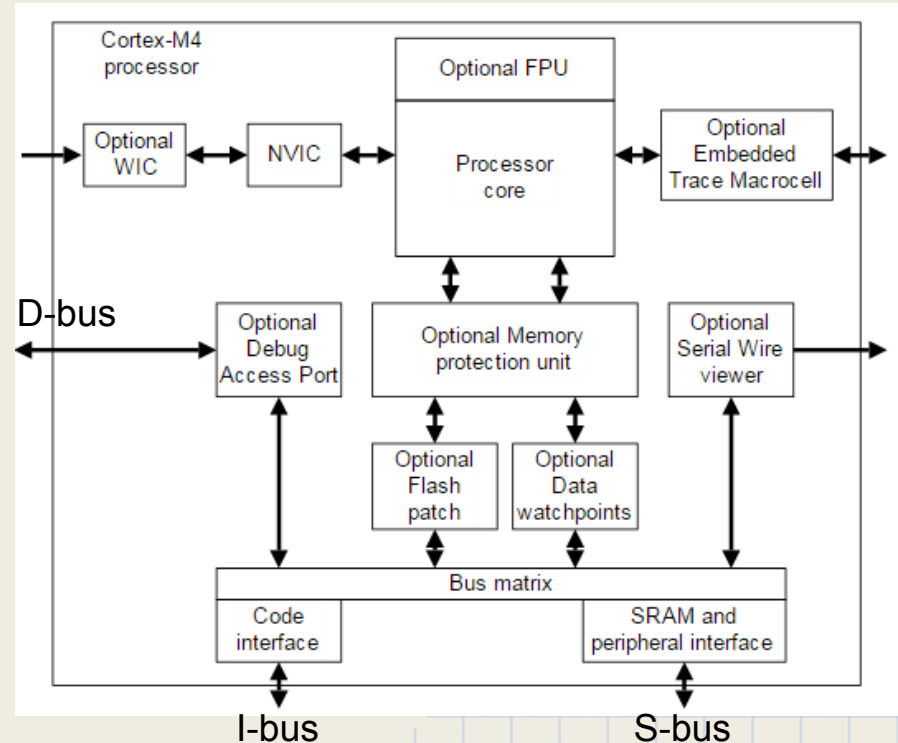 Cortex-M4
processor
Optional FPU
Processor
core
Optional
WIC
NVIC
Optional
Embedded
Trace Macrocell
D-bus
Optional
Debug
Access Port
Optional Memory
protection unit
Optional
Serial Wire
viewer
Optional
Flash
patch
Optional
Data
watchpoints
Bus matrix
Code
interface
SRAM and
peripheral interface
I-bus
S-bus